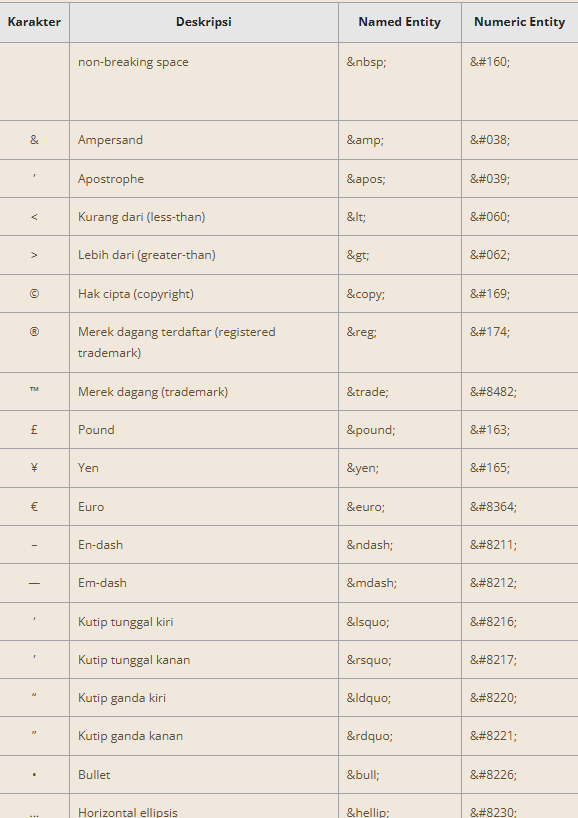 Karakter Deskripsi Named Entity Numeric Entity
non-breaking space &nbsp; &#160;
& Ampersand &amp; &#038;
' Apostrophe &apos; &#039;
< Kurang dari (less-than) &lt; &#060;
> Lebih dari (greater-than) &gt; &#062;
© Hak cipta (copyright) &copy; &#169;
® Merek dagang terdaftar (registered &reg; &#174;
trademark)
™ Merek dagang (trademark) &trade; &#8482;
£ Pound &pound; &#163;
¥ Yen &yen; &#165;
€ Euro &euro; &#8364;
– En-dash &ndash; &#8211;
— Em-dash &mdash; &#8212;
‘ Kutip tunggal kiri &lsquo; &#8216;
’ Kutip tunggal kanan &rsquo; &#8217;
“ Kutip ganda kiri &ldquo; &#8220;
” Kutip ganda kanan &rdquo; &#8221;
• Bullet &bull; &#8226;
… Horizontal ellipsis &hellip; &#8230;